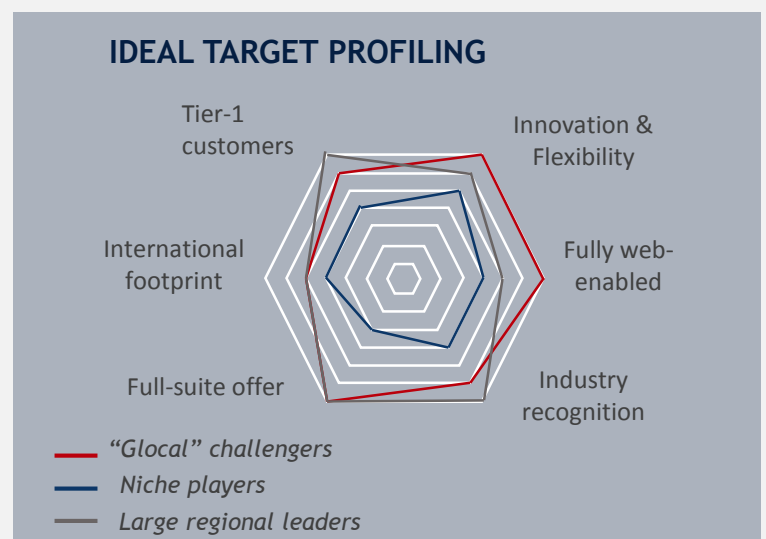 IDEAL TARGET PROFILING
Tier-1
customers
Innovation &
Flexibility
International
footprint
Fully web-
enabled
Full-suite offer
Industry
recognition
“Glocal” challengers
Niche players
Large regional leaders